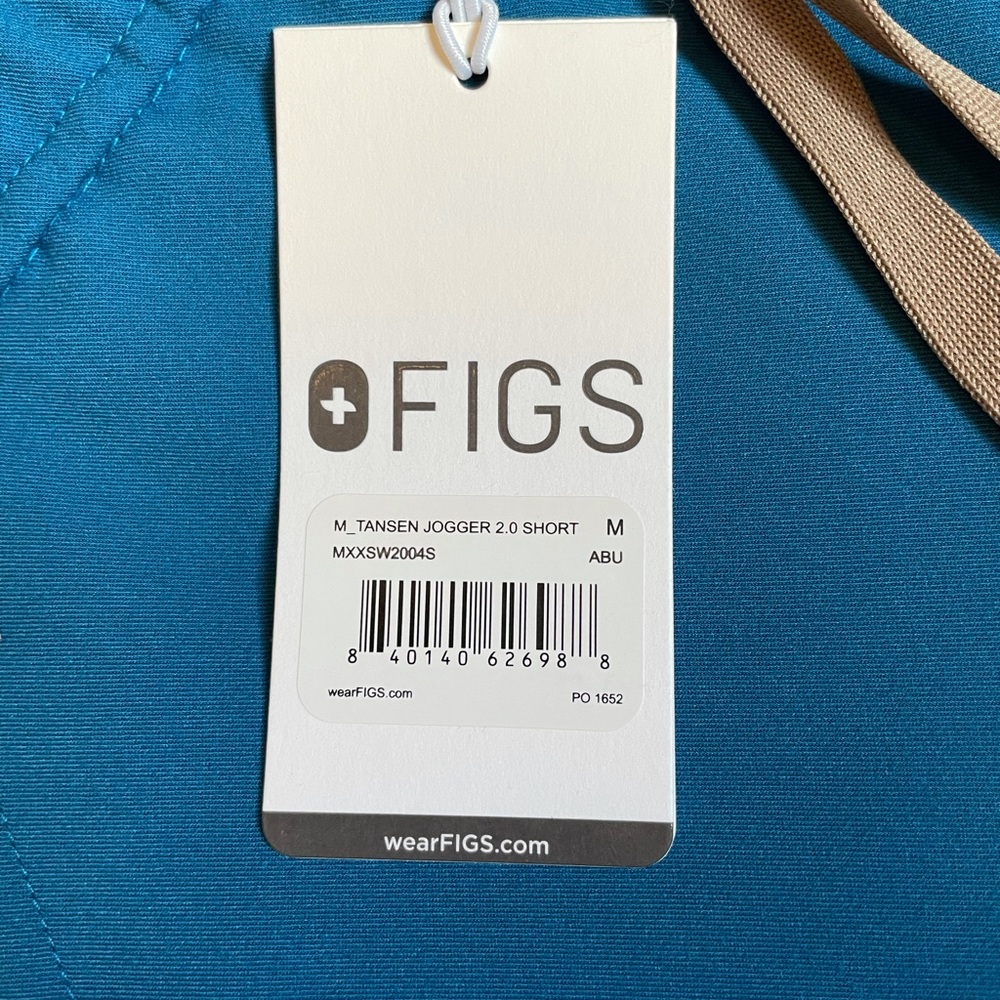 FIGS
M_TANSEN JOGGER 2.0 SHORT M
MXXSW2004S ABU
8 40140 62698 8
wearFIGS.com PO 1652
wearFIGS.com